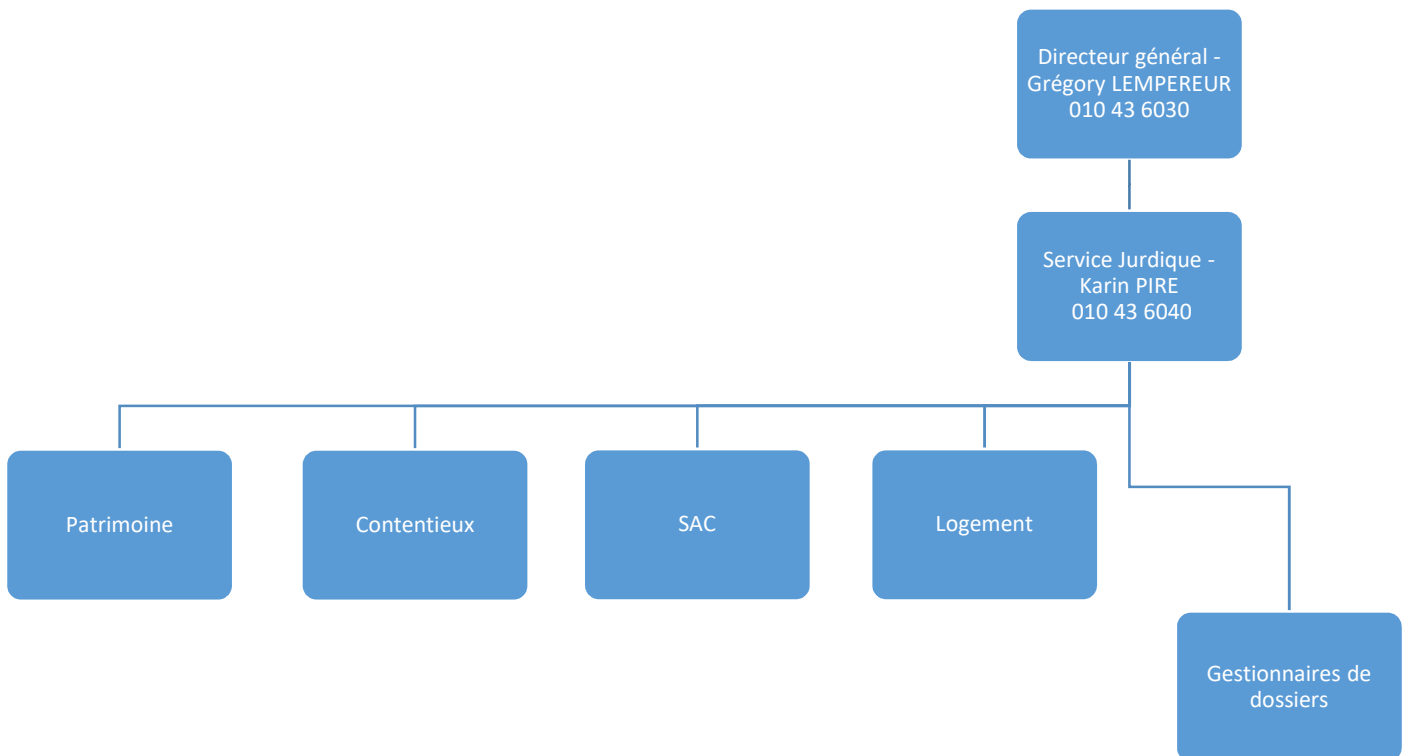 Directeur général -
Grégory LEMPEREUR
010 43 6030
Service Jurdique -
Karin PIRE
010 43 6040
Patrimoine
Contentieux
SAC
Logement
Gestionnaires de
dossiers